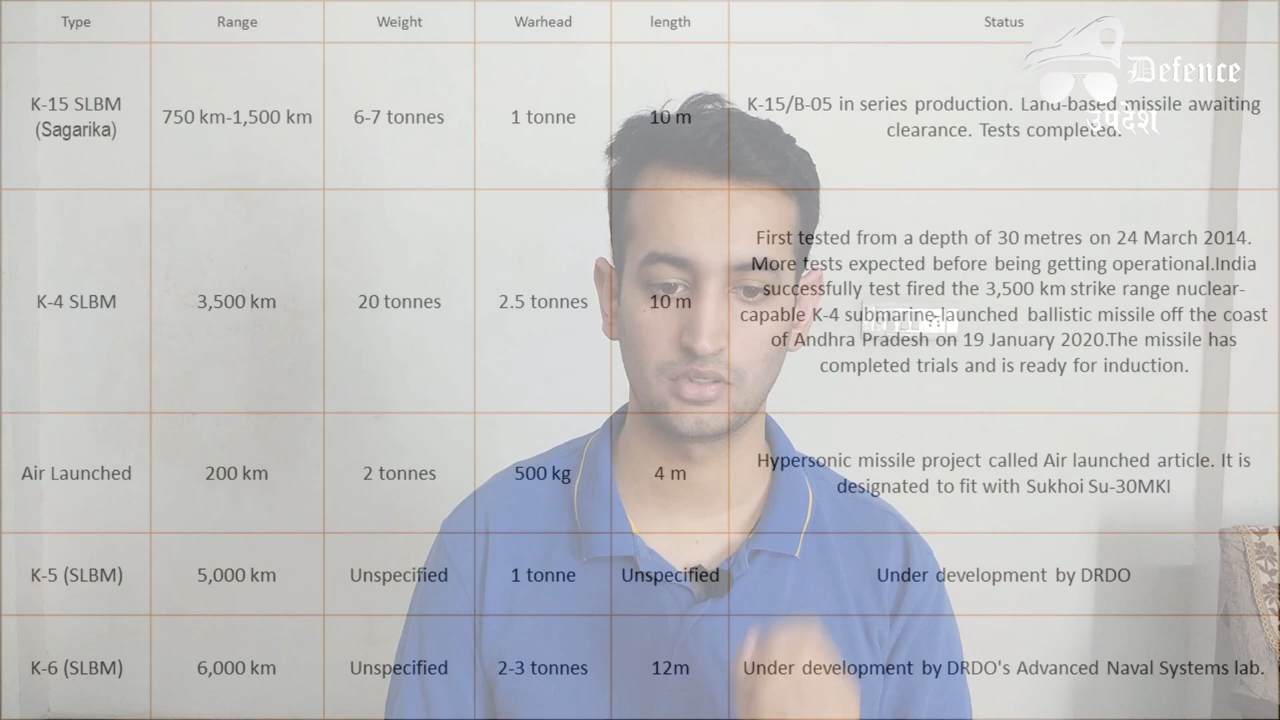 Type Range Weight Warhead length Status
K-15 SLBM
(Sagarika)
750 km-1,500 km
6-7 tonnes
1 tonne
10 m
K-15/B-05 in series production. Land-based missile awaiting
clearance. Tests completed.
K-4 SLBM
3,500 km
20 tonnes
2.5 tonnes
10 m
First tested from a depth of 30 metres on 24 March 2014.
More tests expected before being getting operational.India
successfully test fired the 3,500 km strike range nuclear-
capable K-4 submarine-launched ballistic missile off the coast
of Andhra Pradesh on 19 January 2020.The missile has
completed trials and is ready for induction.
Air Launched
200 km
2 tonnes
500 kg
4 m
Hypersonic missile project called Air launched article. It is
designated to fit with Sukhoi Su-30MKI
K-5 (SLBM) 5,000 km Unspecified 1 tonne Unspecified Under development by DRDO
K-6 (SLBM) 6,000 km Unspecified 2-3 tonnes 12m Under development by DRDO's Advanced Naval Systems lab.
Defence
उपदेश